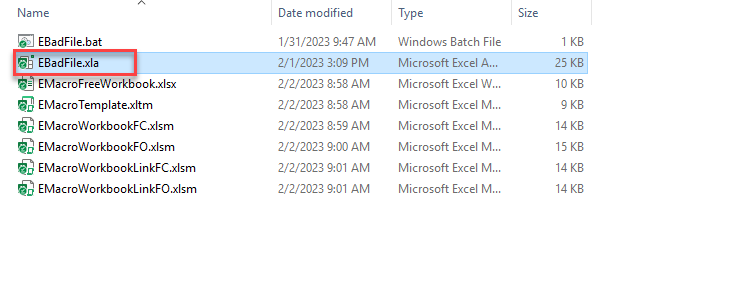 Name Date modified Type Size
EBadFile.bat 1/31/2023 9:47 AM Windows Batch File 1 KB
EBadFile.xla 2/1/2023 3:09 PM Microsoft Excel A... 25 KB
EMacroFreeWorkbook.xlsx 2/2/2023 8:58 AM Microsoft Excel W... 10 KB
EMacroTemplate.xltm 2/2/2023 8:58 AM Microsoft Excel M... 9 KB
EMacroWorkbookFC.xlsm 2/2/2023 8:59 AM Microsoft Excel M... 14 KB
EMacroWorkbookFO.xlsm 2/2/2023 9:00 AM Microsoft Excel M... 15 KB
EMacroWorkbookLinkFC.xlsm 2/2/2023 9:01 AM Microsoft Excel M... 14 KB
EMacroWorkbookLinkFO.xlsm 2/2/2023 9:01 AM Microsoft Excel M... 14 KB